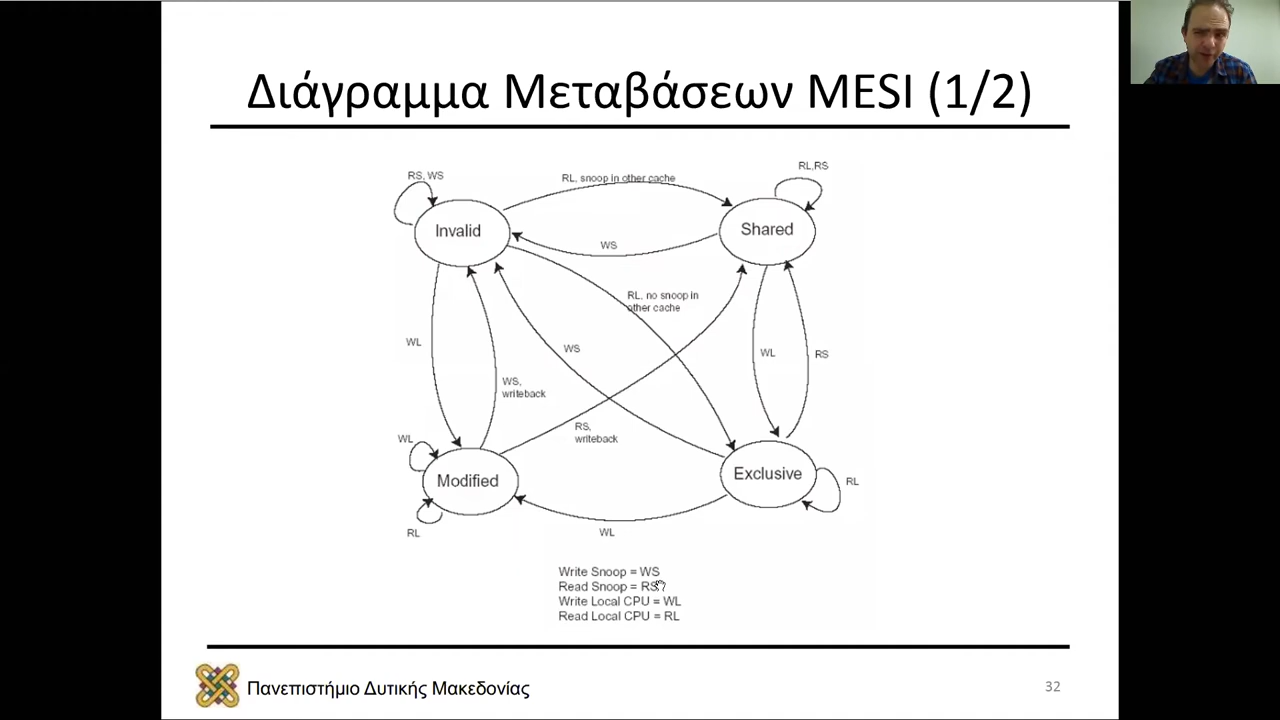 Διάγραμμα Μεταβάσεων MESI (1/2)
RS, WS
RL, snoop in other cache
RL,RS
Invalid
Shared
WS
RL, no snoop in
other cache
WL
WS
WL
RS
WS,
writeback
RS,
writeback
WL
Modified
Exclusive
RL
RL
WL
Write Snoop = WS
Read Snoop = RS
Write Local CPU = WL
Read Local CPU = RL
Πανεπιστήμιο Δυτικής Μακεδονίας
32